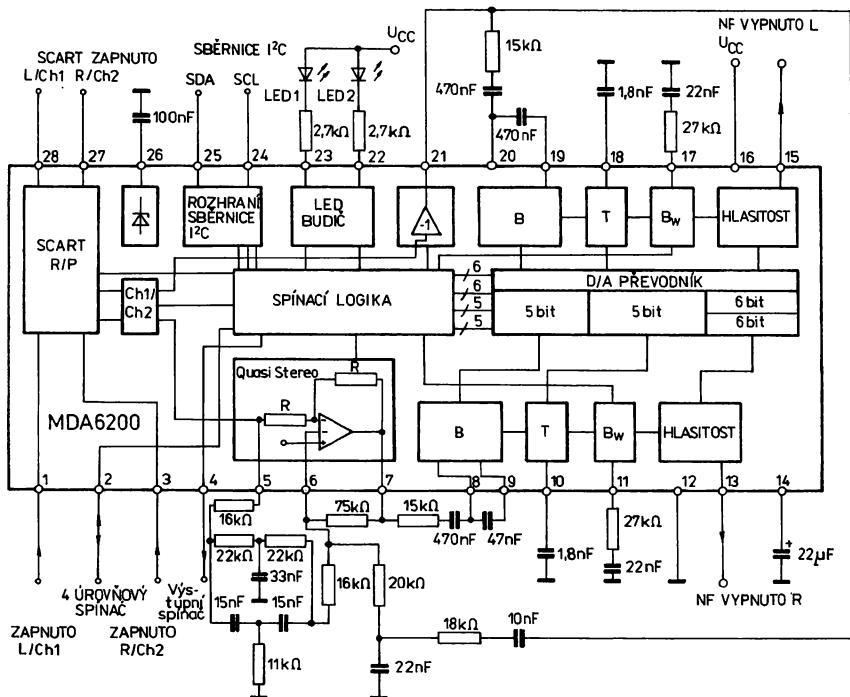 SCART ZAPNUTO
L/Ch1 R/Ch2
SBĚRNICE I²C
SDA
SCL
UCC
LED1
LED2
100nF
2,7kΩ
2,7kΩ
15kΩ
470nF
470nF
1,8nF
22nF
27kΩ
NF VYPNUTO L
UCC
28
27
26
25
24
23
22
21
20
19
18
17
16
15
SCART
R/P
ROZHRANÍ
SBĚRNICE
I²C
LED
BUDIČ
-1
B
T
BW
HLASITOST
Ch1/
Ch2
SPÍNACÍ LOGIKA
6
6
5
5
D/A PŘEVODNÍK
5 bit
5 bit
6 bit
6 bit
Quasi Stereo
R
R
MDA6200
B
T
BW
HLASITOST
1
2
3
4
5
6
7
8
9
10
11
12
13
14
16kΩ
75kΩ
15kΩ
470nF
47nF
1,8nF
27kΩ
22nF
+
22µF
22kΩ
22kΩ
33nF
15nF
15nF
16kΩ
20kΩ
11kΩ
22nF
18kΩ
10nF
NF VYPNUTO R
ZAPNUTO
L/Ch1
4 ÚROVŇOVÝ
SPÍNAČ
ZAPNUTO
R/Ch2
Výs-
tupní
spínač